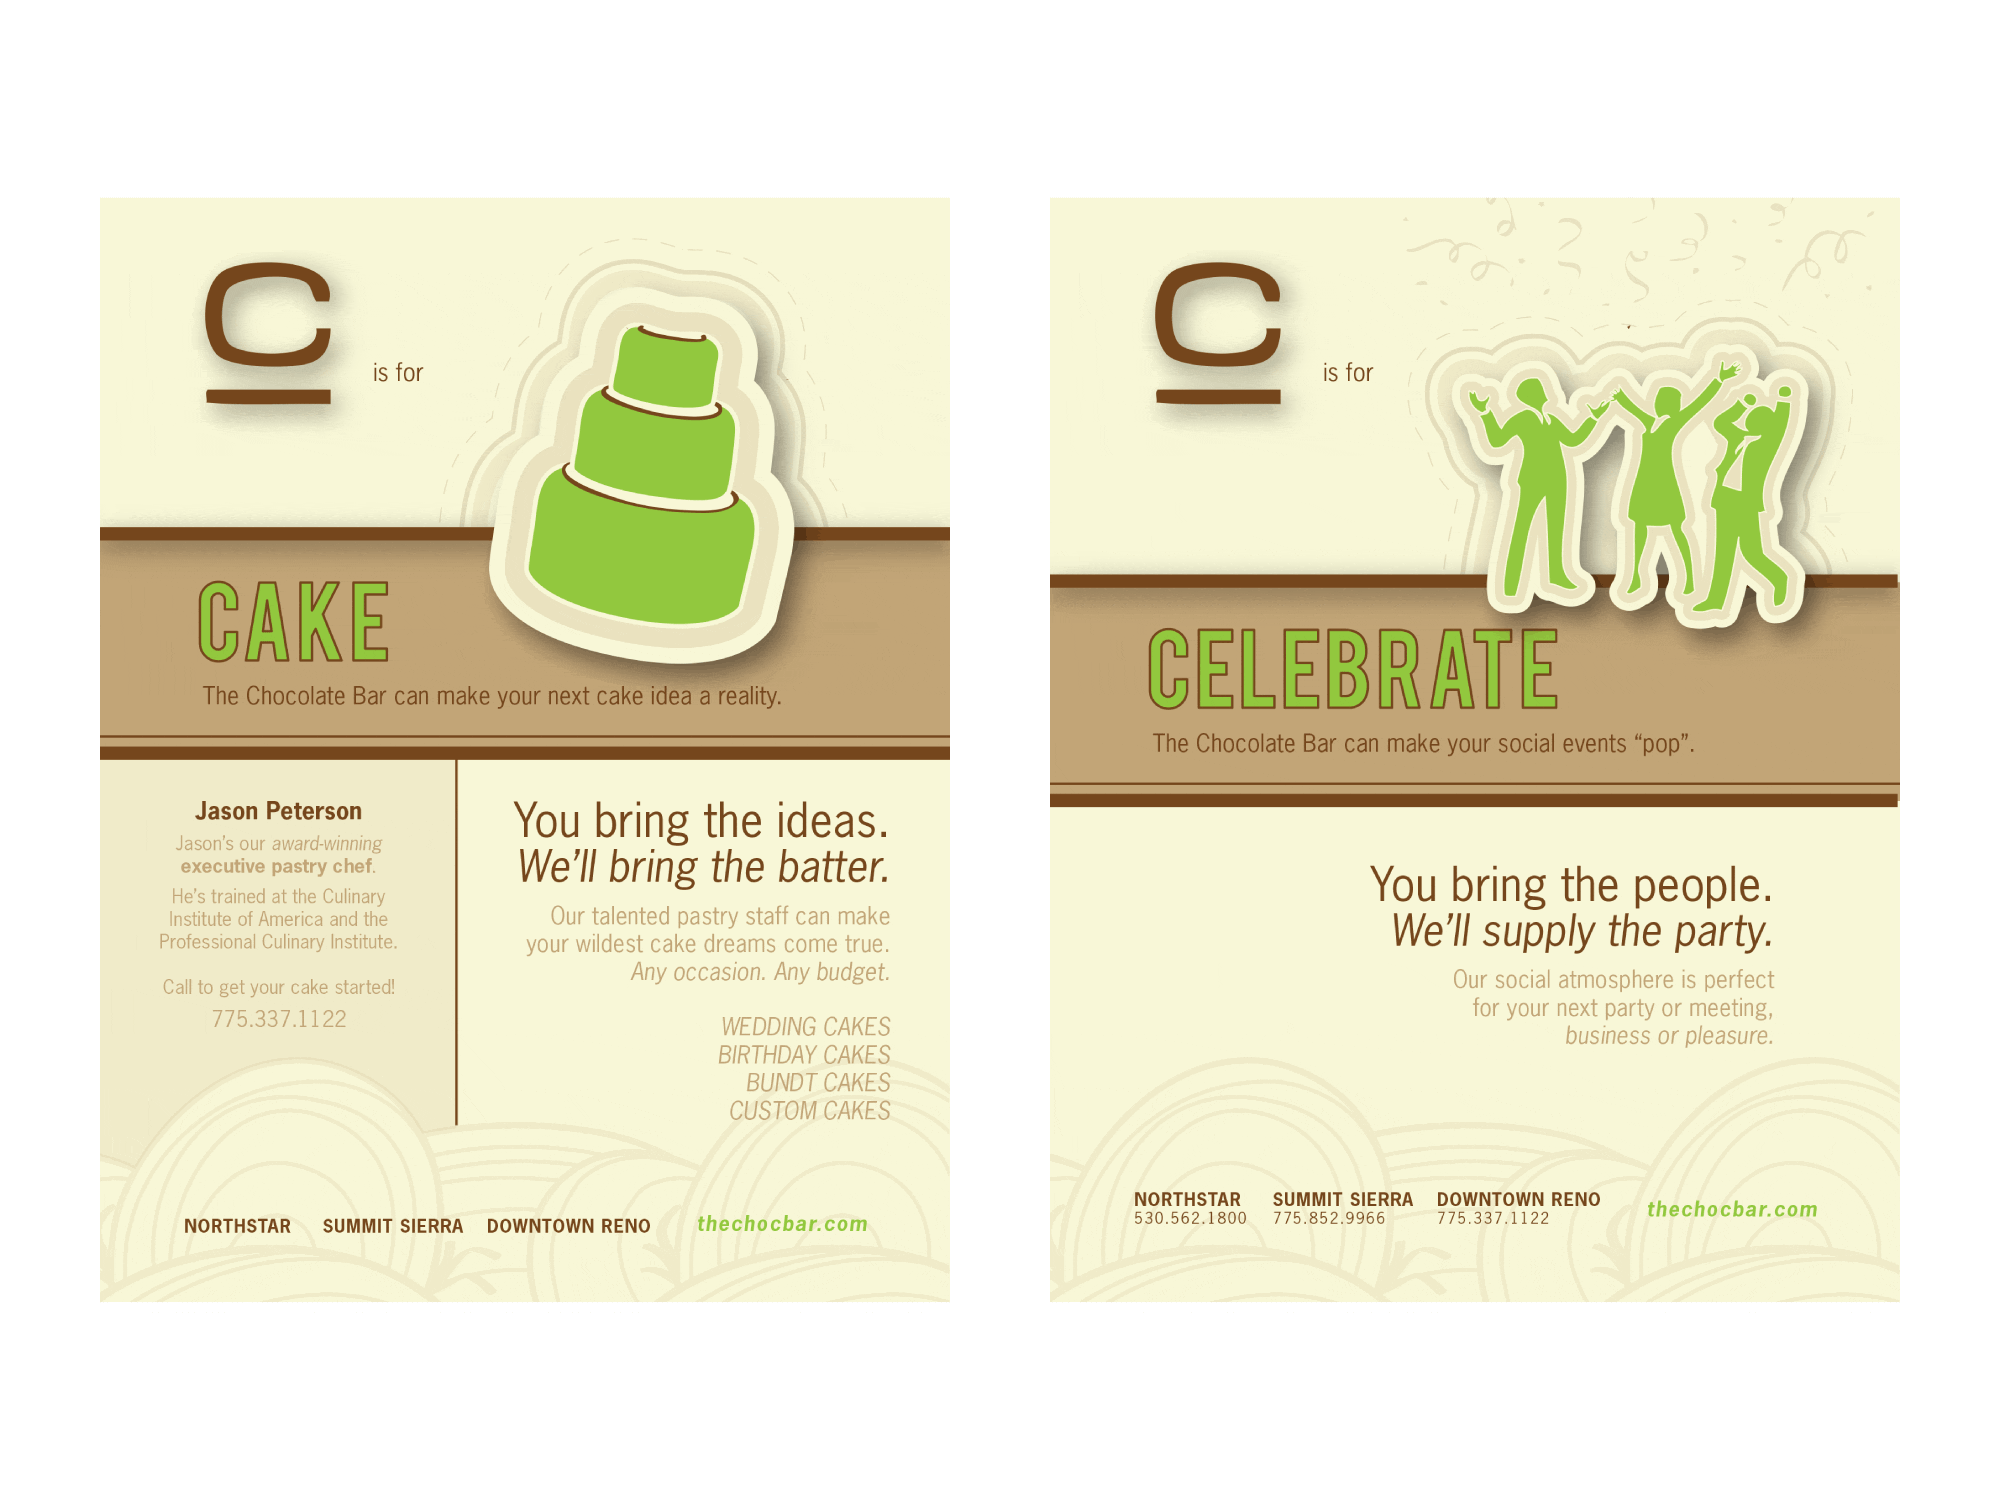 C
is for
CAKE
The Chocolate Bar can make your next cake idea a reality.
Jason Peterson
Jason's our award-winning
executive pastry chef.
He's trained at the Culinary
Institute of America and the
Professional Culinary Institute.
Call to get your cake started!
775.337.1122
You bring the ideas.
We'll bring the batter.
Our talented pastry staff can make
your wildest cake dreams come true.
Any occasion. Any budget.
WEDDING CAKES
BIRTHDAY CAKES
BUNDT CAKES
CUSTOM CAKES
NORTHSTAR SUMMIT SIERRA DOWNTOWN RENO thechocbar.com
C
is for
CELEBRATE
The Chocolate Bar can make your social events “pop”.
You bring the people.
We'll supply the party.
Our social atmosphere is perfect
for your next party or meeting,
business or pleasure.
NORTHSTAR SUMMIT SIERRA DOWNTOWN RENO
530.562.1800 775.852.9966 775.337.1122
thechocbar.com